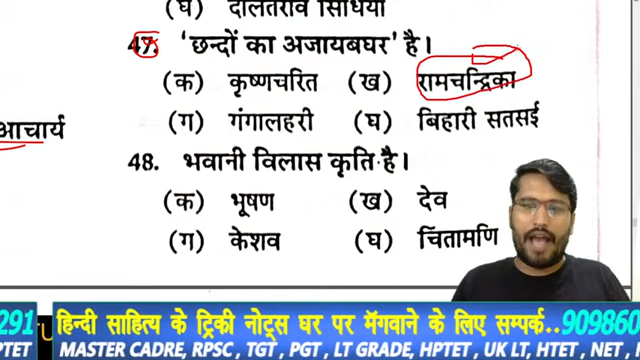 (घ) दौलतराव सिंधिया
47. 'छन्दों का अजायबघर' है।
(क) कृष्णचरित (ख) रामचन्द्रिका
(ग) गंगालहरी (घ) बिहारी सतसई
आचार्य
48. भवानी विलास कृति है।
(क) भूषण (ख) देव
(ग) केशव (घ) चिंतामणि
291 हिन्दी साहित्य के ट्रिकी नोट्स घर पर मॅगवाने के लिए सम्पर्क.. 909860
PTET MASTER CADRE, RPSC , TGT , PGT , LT GRADE, HPTET , UK LT, HTET , NET ,